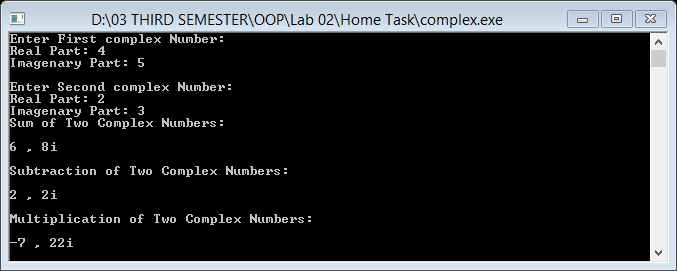 D:\03 THIRD SEMESTER\OOP\Lab 02\Home Task\complex.exe
Enter First complex Number:
Real Part: 4
Imagenary Part: 5
Enter Second complex Number:
Real Part: 2
Imagenary Part: 3
Sum of Two Complex Numbers:
6 , 8i
Subtraction of Two Complex Numbers:
2 , 2i
Multiplication of Two Complex Numbers:
-7 , 22i